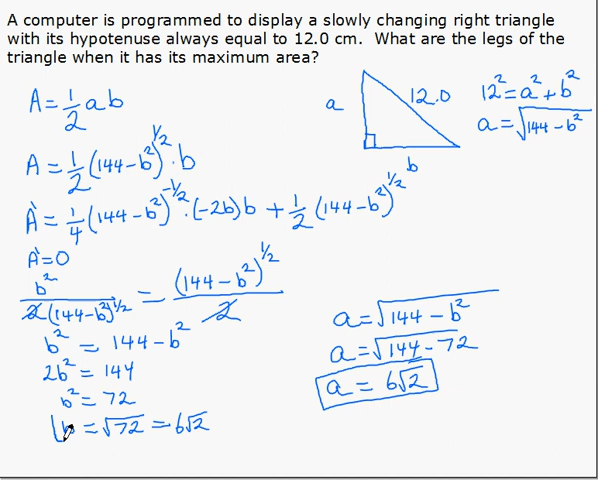 A computer is programmed to display a slowly changing right triangle
with its hypotenuse always equal to 12.0 cm.  What are the legs of the
triangle when it has its maximum area?
A = 1/2 ab
a
12.0
b
12² = a² + b²
a = √(144 – b²)
A = 1/2 (144 – b²)^1/2 · b
A' = 1/4 (144 – b²)^-1/2 · (-2b) b + 1/2 (144 – b²)^1/2
A' = 0
b² / 2(144 – b²)^1/2 = (144 – b²)^1/2 / 2
b² = 144 – b²
2b² = 144
b² = 72
b = √72 = 6√2
a = √(144 – b²)
a = √(144 – 72)
a = 6√2